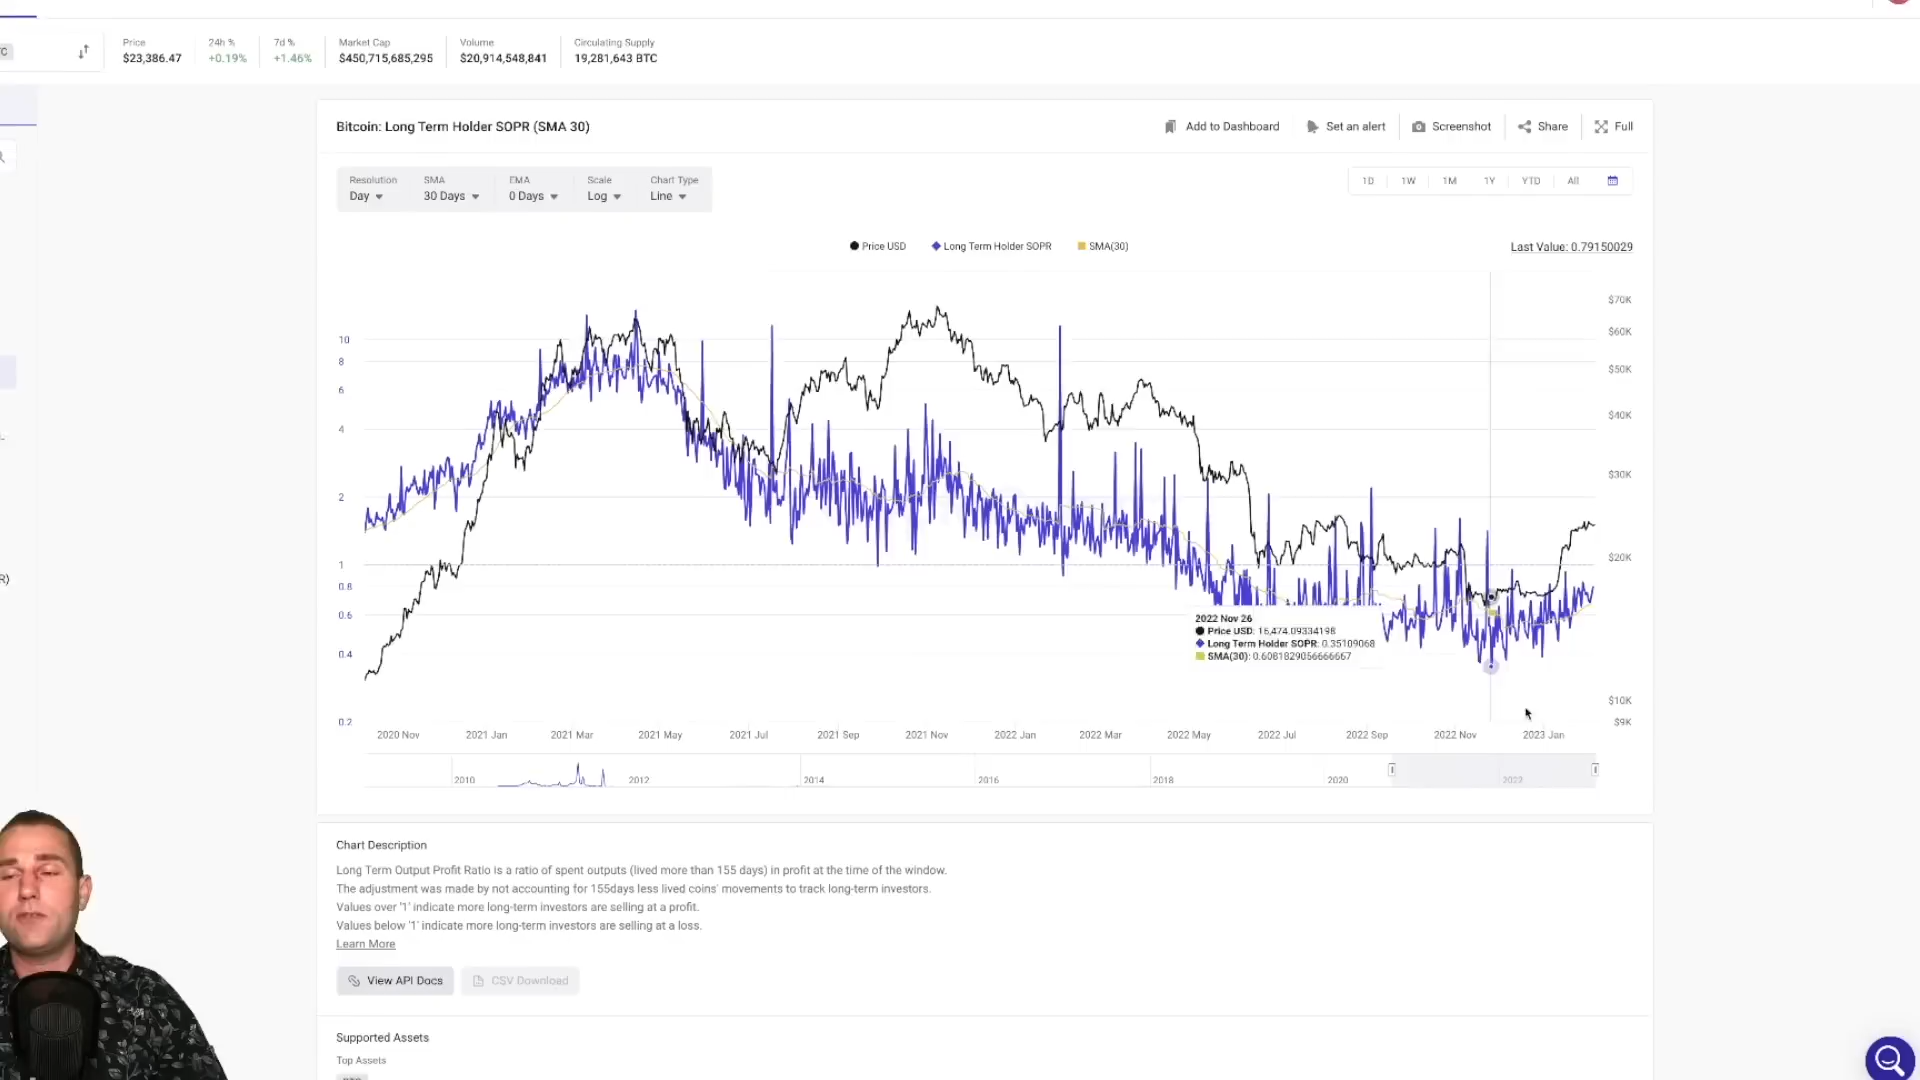 Price 24h % 7d % Market Cap Volume Circulating Supply
$23,386.47 +0.19% +1.46% $450,715,685,295 $20,914,548,841 19,281,643 BTC
Bitcoin: Long Term Holder SOPR (SMA 30)
Add to Dashboard Set an alert Screenshot Share Full
Resolution SMA EMA Scale Chart Type
Day 30 Days 0 Days Log Line
1D 1W 1M 1Y YTD All
Price USD Long Term Holder SOPR SMA(30)
Last Value: 0.79150029
$70K
$60K
10
8
$50K
6
$40K
4
$30K
2
$20K
1
0.8
R)
0.6
2022 Nov 26
Price USD: 16,474.09334198
Long Term Holder SOPR: 0.35109068
SMA(30): 0.6081829056666667
0.4
$10K
0.2
$9K
2020 Nov 2021 Jan 2021 Mar 2021 May 2021 Jul 2021 Sep 2021 Nov 2022 Jan 2022 Mar 2022 May 2022 Jul 2022 Sep 2022 Nov 2023 Jan
2010 2012 2014 2016 2018 2020 2022
Chart Description
Long Term Output Profit Ratio is a ratio of spent outputs (lived more than 155 days) in profit at the time of the window.
The adjustment was made by not accounting for 155days less lived coins' movements to track long-term investors.
Values over '1' indicate more long-term investors are selling at a profit.
Values below '1' indicate more long-term investors are selling at a loss.
Learn More
View API Docs CSV Download
Supported Assets
Top Assets